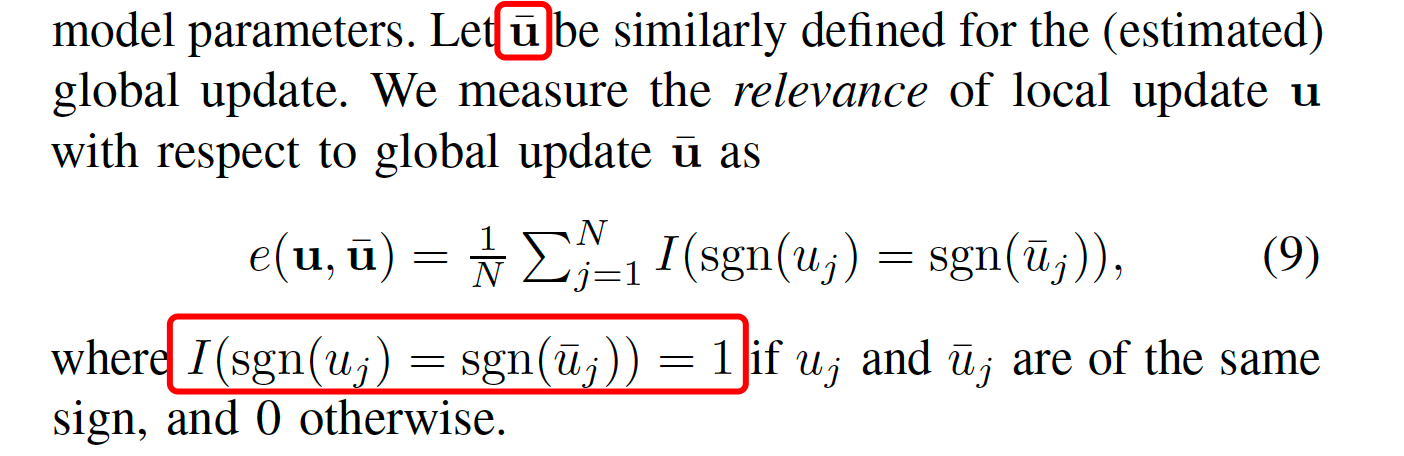 model parameters. Let ū be similarly defined for the (estimated)
global update. We measure the relevance of local update u
with respect to global update ū as
e(u, ū) = 1/N ∑_{j=1}^{N} I(sgn(u_j) = sgn(ū_j)), (9)
where I(sgn(u_j) = sgn(ū_j)) = 1 if u_j and ū_j are of the same
sign, and 0 otherwise.